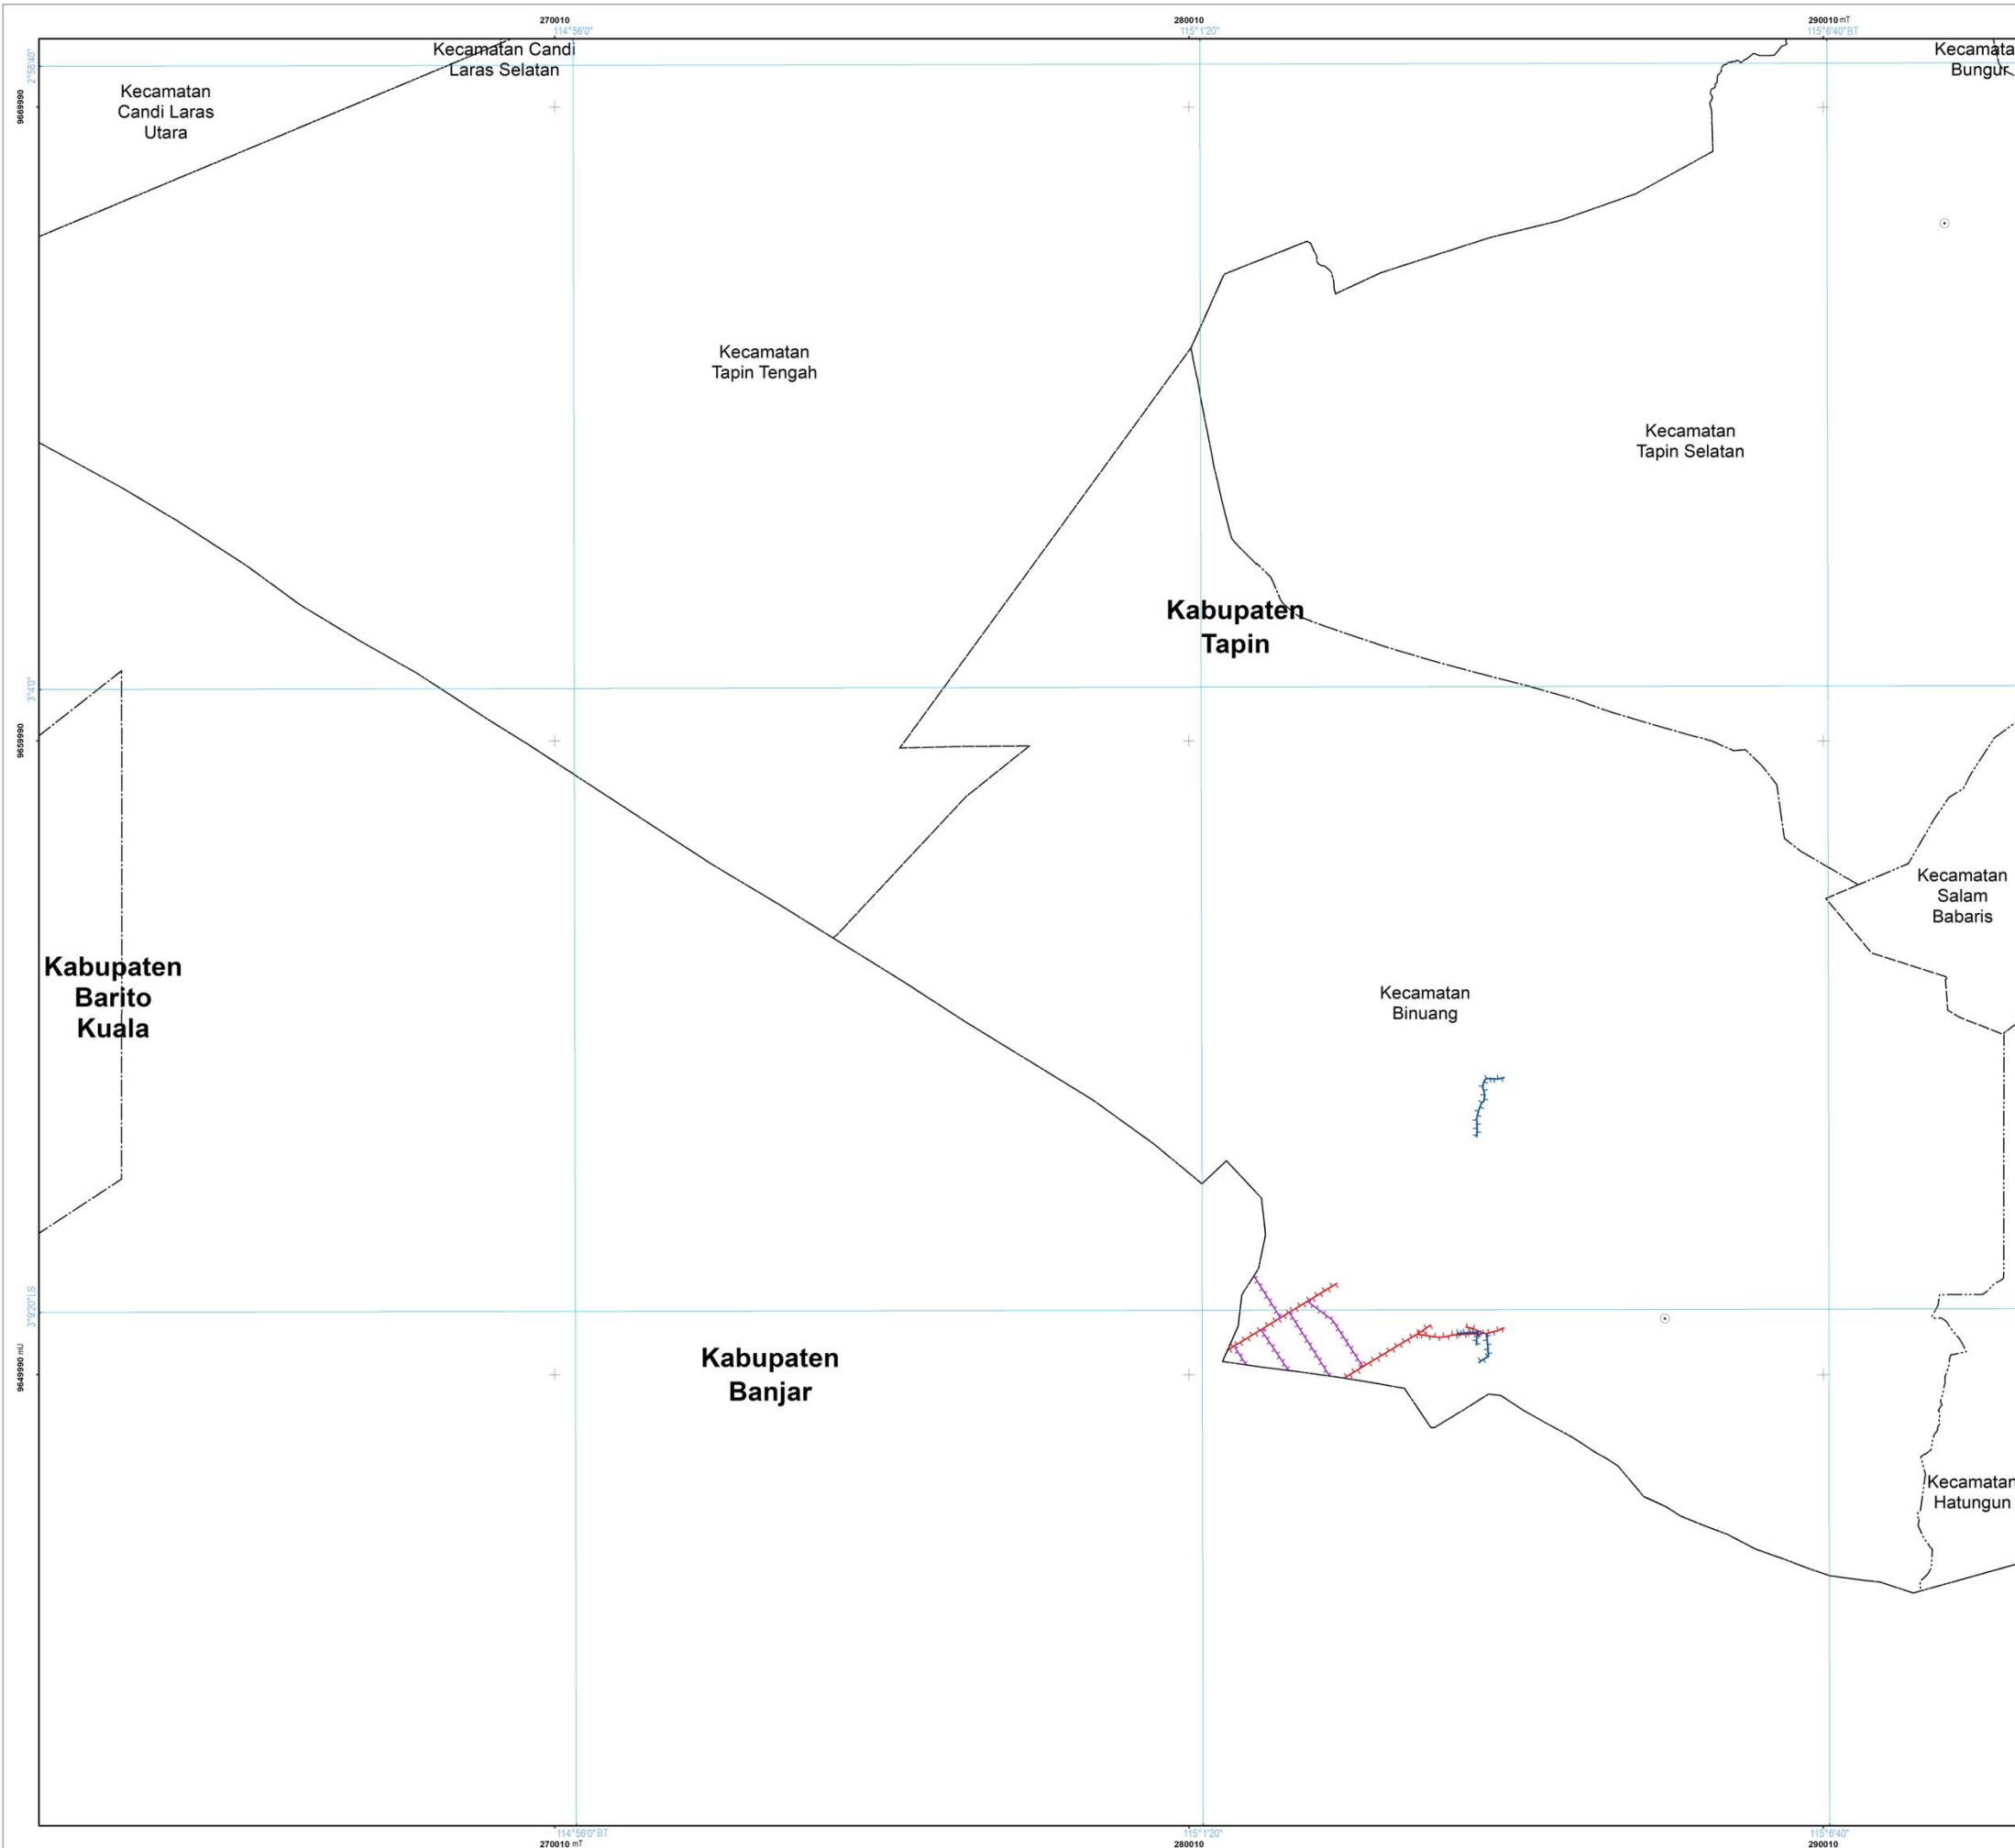 270010
280010
290010 mT
114°56'0"
115°1'20"
115°6'40" BT
2°58'40"
9669990
Kecamatan Candi
Laras Selatan
Kecamata
Bungur
Kecamatan
Candi Laras
Utara
Kecamatan
Tapin Tengah
Kecamatan
Tapin Selatan
Kabupaten
Tapin
3°4'0"
9659990
Kecamatan
Salam
Babaris
Kabupaten
Barito
Kuala
Kecamatan
Binuang
3°9'20" LS
9649990 mU
Kabupaten
Banjar
Kecamatan
Hatungun
114°56'0" BT
115°1'20"
115°6'40"
270010 mT
280010
290010